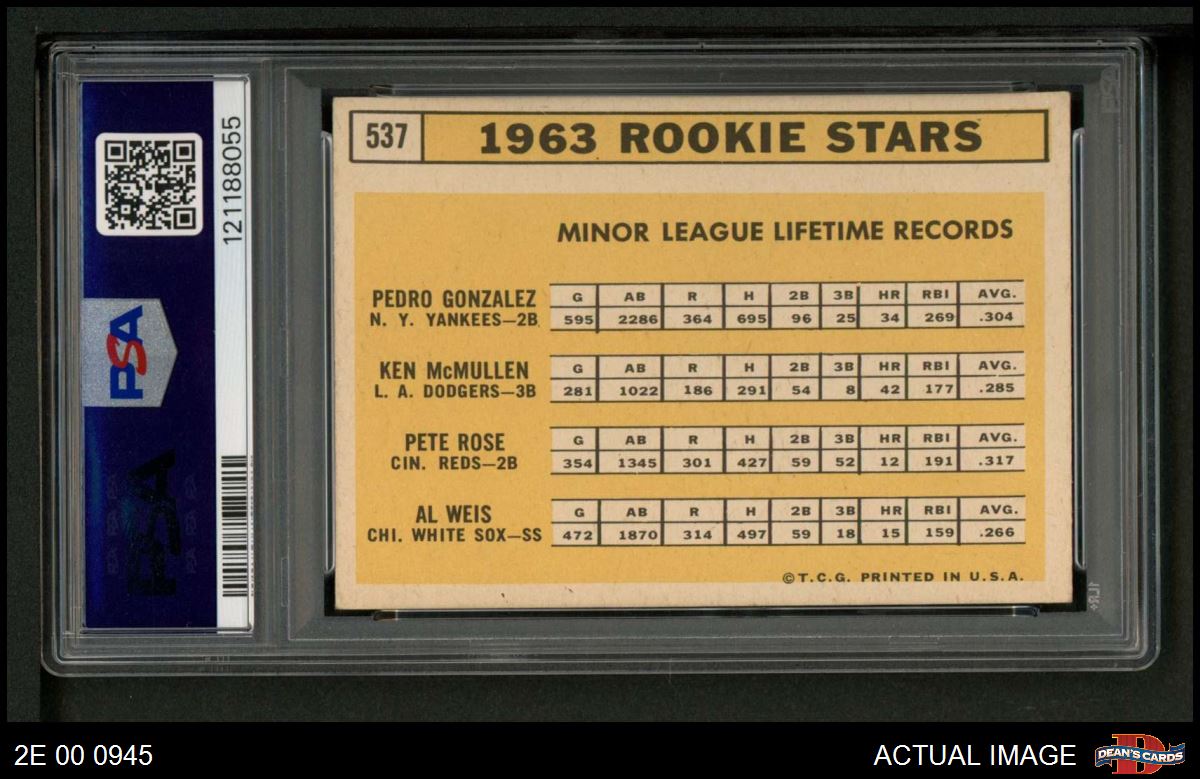 537 1963 ROOKIE STARS
MINOR LEAGUE LIFETIME RECORDS
PEDRO GONZALEZ G AB R H 2B 3B HR RBI AVG.
N. Y. YANKEES—2B 595 2286 364 695 96 25 34 269 .304
KEN McMULLEN G AB R H 2B 3B HR RBI AVG.
L. A. DODGERS—3B 281 1022 186 291 54 8 42 177 .285
PETE ROSE G AB R H 2B 3B HR RBI AVG.
CIN. REDS—2B 354 1345 301 427 59 52 12 191 .317
AL WEIS G AB R H 2B 3B HR RBI AVG.
CHI. WHITE SOX—SS 472 1870 314 497 59 18 15 159 .266
©T.C.G. PRINTED IN U.S.A.
121188055
PSA
PSA
2E 00 0945
ACTUAL IMAGE
DEAN'S CARDS